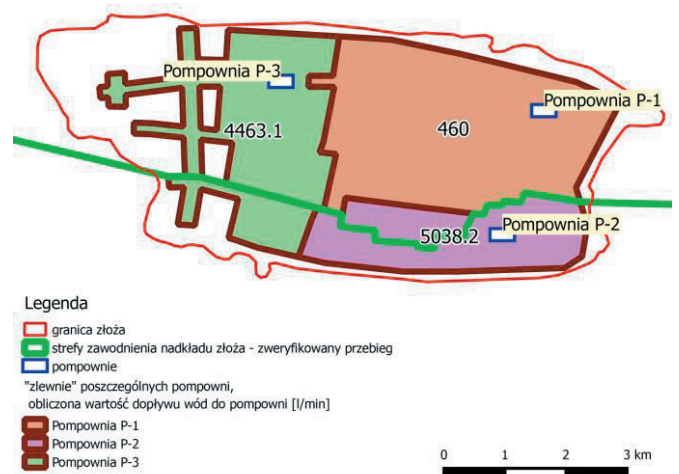 Pompownia P-3
Pompownia P-1
4463.1
460
Pompownia P-2
5038.2
Legenda
granica złoża
strefy zawodnienia nadkładu złoża - zweryfikowany przebieg
pompownie
"zlewnie" poszczególnych pompowni,
obliczona wartość dopływu wód do pompowni [l/min]
Pompownia P-1
Pompownia P-2
Pompownia P-3
0 1 2 3 km